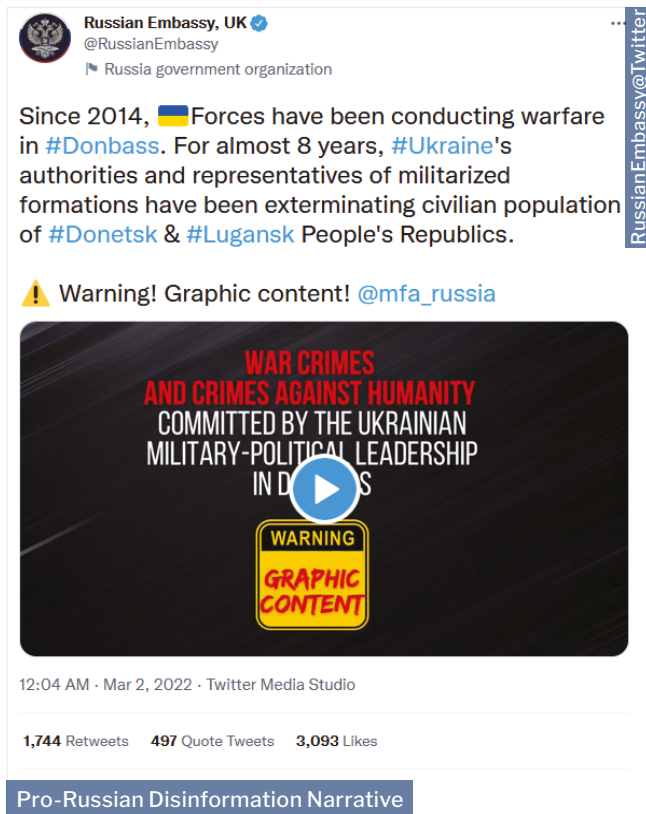 Russian Embassy, UK
@RussianEmbassy
Russia government organization
RussianEmbassy@Twitter
Since 2014, 🇺🇦Forces have been conducting warfare
in #Donbass. For almost 8 years, #Ukraine's
authorities and representatives of militarized
formations have been exterminating civilian population
of #Donetsk & #Lugansk People's Republics.
⚠️ Warning! Graphic content! @mfa_russia
WAR CRIMES
AND CRIMES AGAINST HUMANITY
COMMITTED BY THE UKRAINIAN
MILITARY-POLITICAL LEADERSHIP
IN
WARNING
GRAPHIC
CONTENT
12:04 AM · Mar 2, 2022 · Twitter Media Studio
1,744 Retweets 497 Quote Tweets 3,093 Likes
Pro-Russian Disinformation Narrative